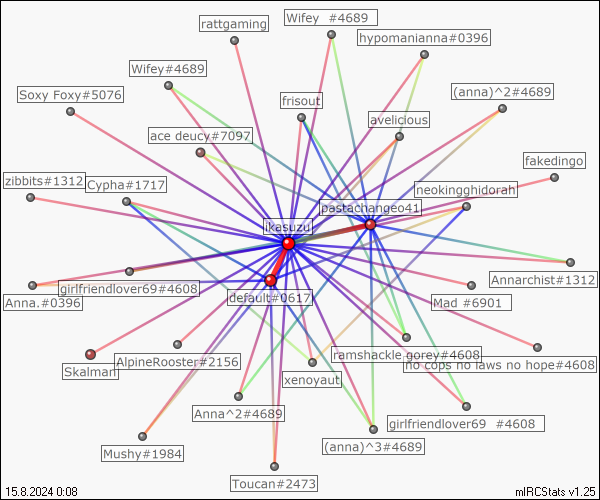 rattgaming
Wifey  #4689
hypomanianna#0396
Wifey#4689
Soxy Foxy#5076
frisout
(anna)^2#4689
avelicious
ace deucy#7097
fakedingo
zibbits#1312
Cypha#1717
neokingghidorah
pastachangeo41
ikasuzu
Annarchist#1312
girlfriendlover69#4608
default#0617
Anna.#0396
Mad #6901
ramshackle gorey#4608
AlpineRooster#2156
no cops no laws no hope#4608
Skalman
xenoyaut
Anna^2#4689
girlfriendlover69  #4608
(anna)^3#4689
Mushy#1984
Toucan#2473
15.8.2024 0:08
mIRCStats v1.25